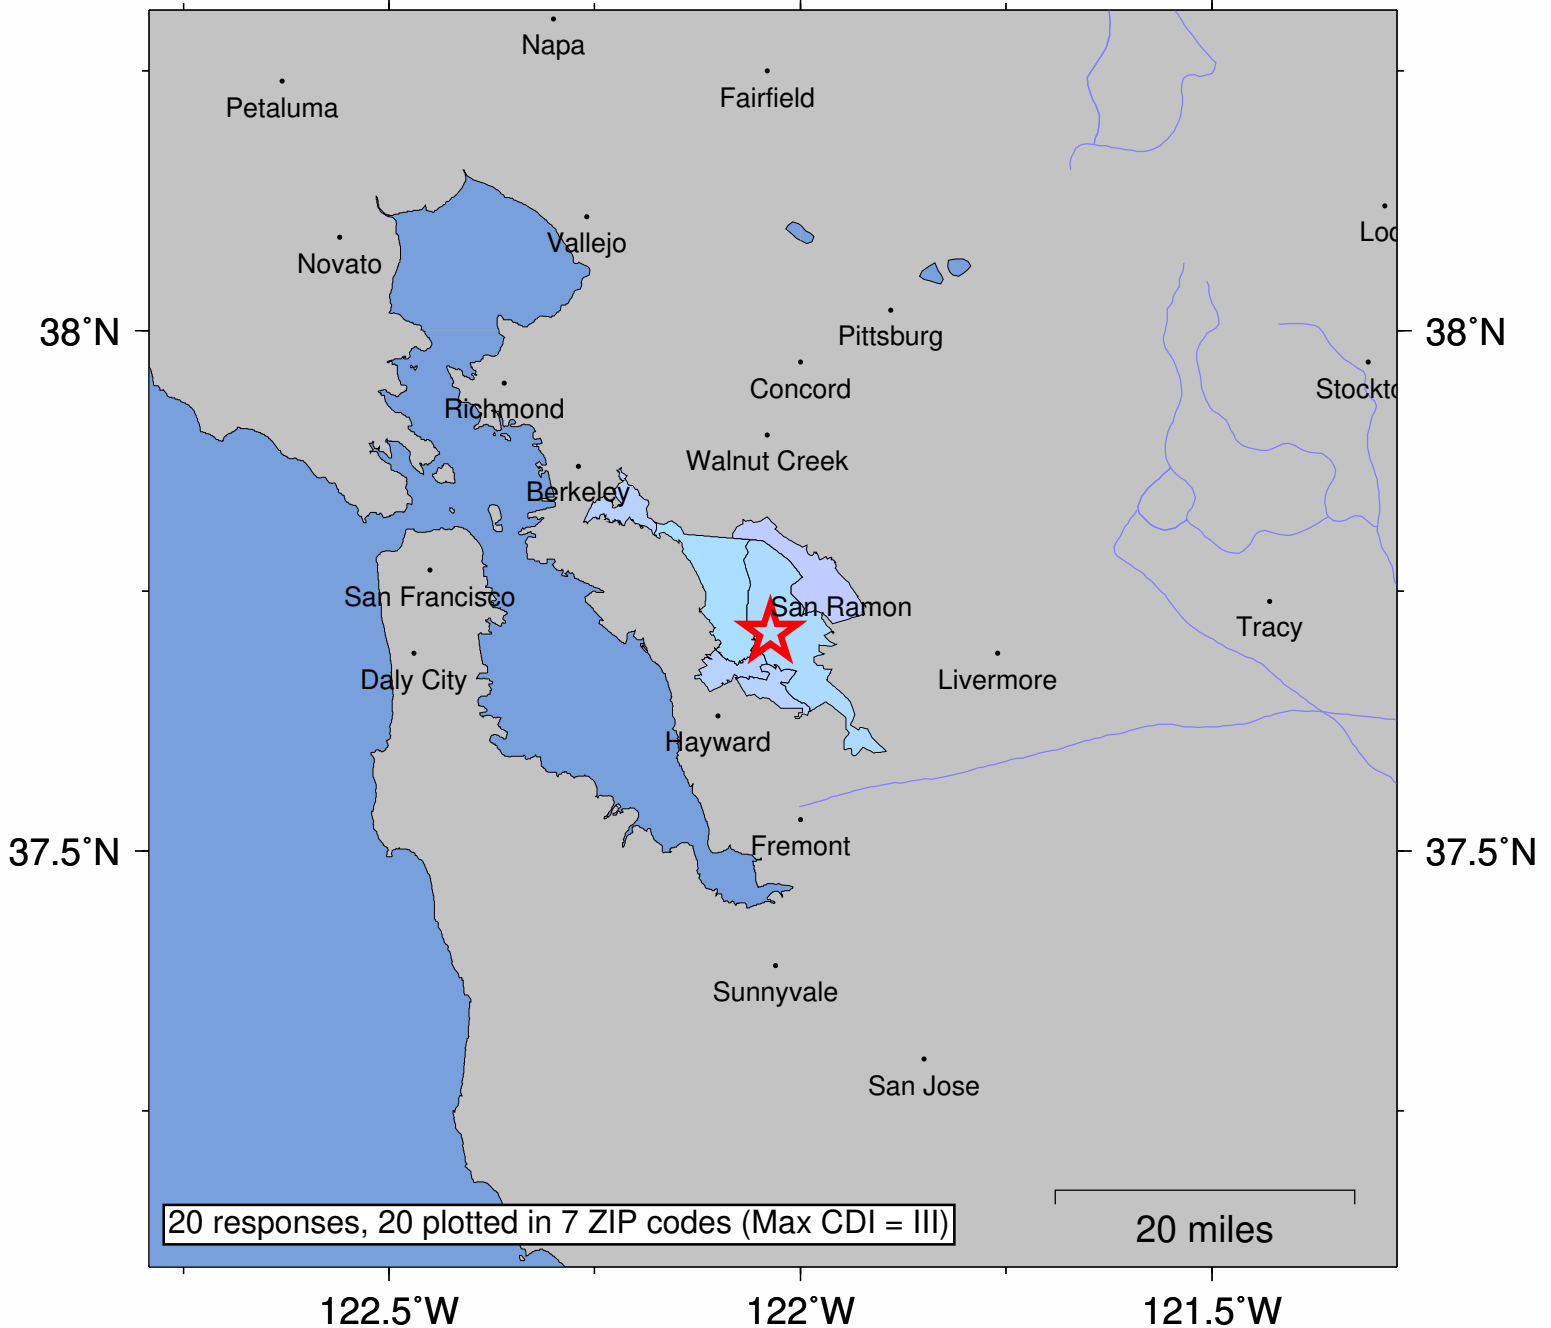 Napa
Petaluma
Fairfield
Loc
Vallejo
Novato
38°N
38°N
Pittsburg
Concord
Stockto
Richmond
Walnut Creek
Berkeley
San Francisco
San Ramon
Tracy
Daly City
Livermore
Hayward
37.5°N
37.5°N
Fremont
Sunnyvale
San Jose
20 responses, 20 plotted in 7 ZIP codes (Max CDI = III)
20 miles
122.5°W
122°W
121.5°W